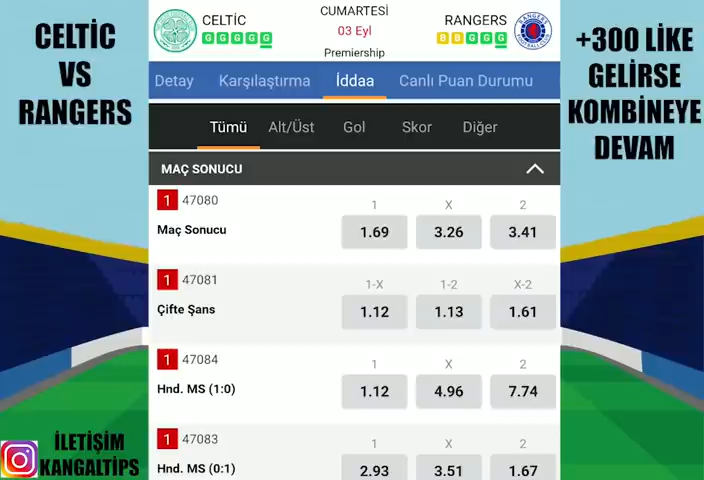 CELTİC
VS
RANGERS
CELTIC
G G G G G
CUMARTESİ
03 Eyl
Premiership
RANGERS
B B G G G
RANGERS
+300 LİKE
GELİRSE
KOMBİNEYE
DEVAM
Detay Karşılaştırma İddaa Canlı Puan Durumu
Tümü Alt/Üst Gol Skor Diğer
MAÇ SONUCU
1 47080 1 X 2
Maç Sonucu 1.69 3.26 3.41
1 47081 1-X 1-2 X-2
Çifte Şans 1.12 1.13 1.61
1 47084 1 X 2
Hnd. MS (1:0) 1.12 4.96 7.74
1 47083 1 X 2
Hnd. MS (0:1) 2.93 3.51 1.67
İLETİŞİM
KANGALTİPS